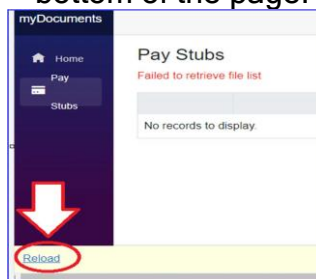 bottom of the page.
myDocuments
Home
Pay
Stubs
Pay Stubs
Failed to retrieve file list
No records to display.
Reload